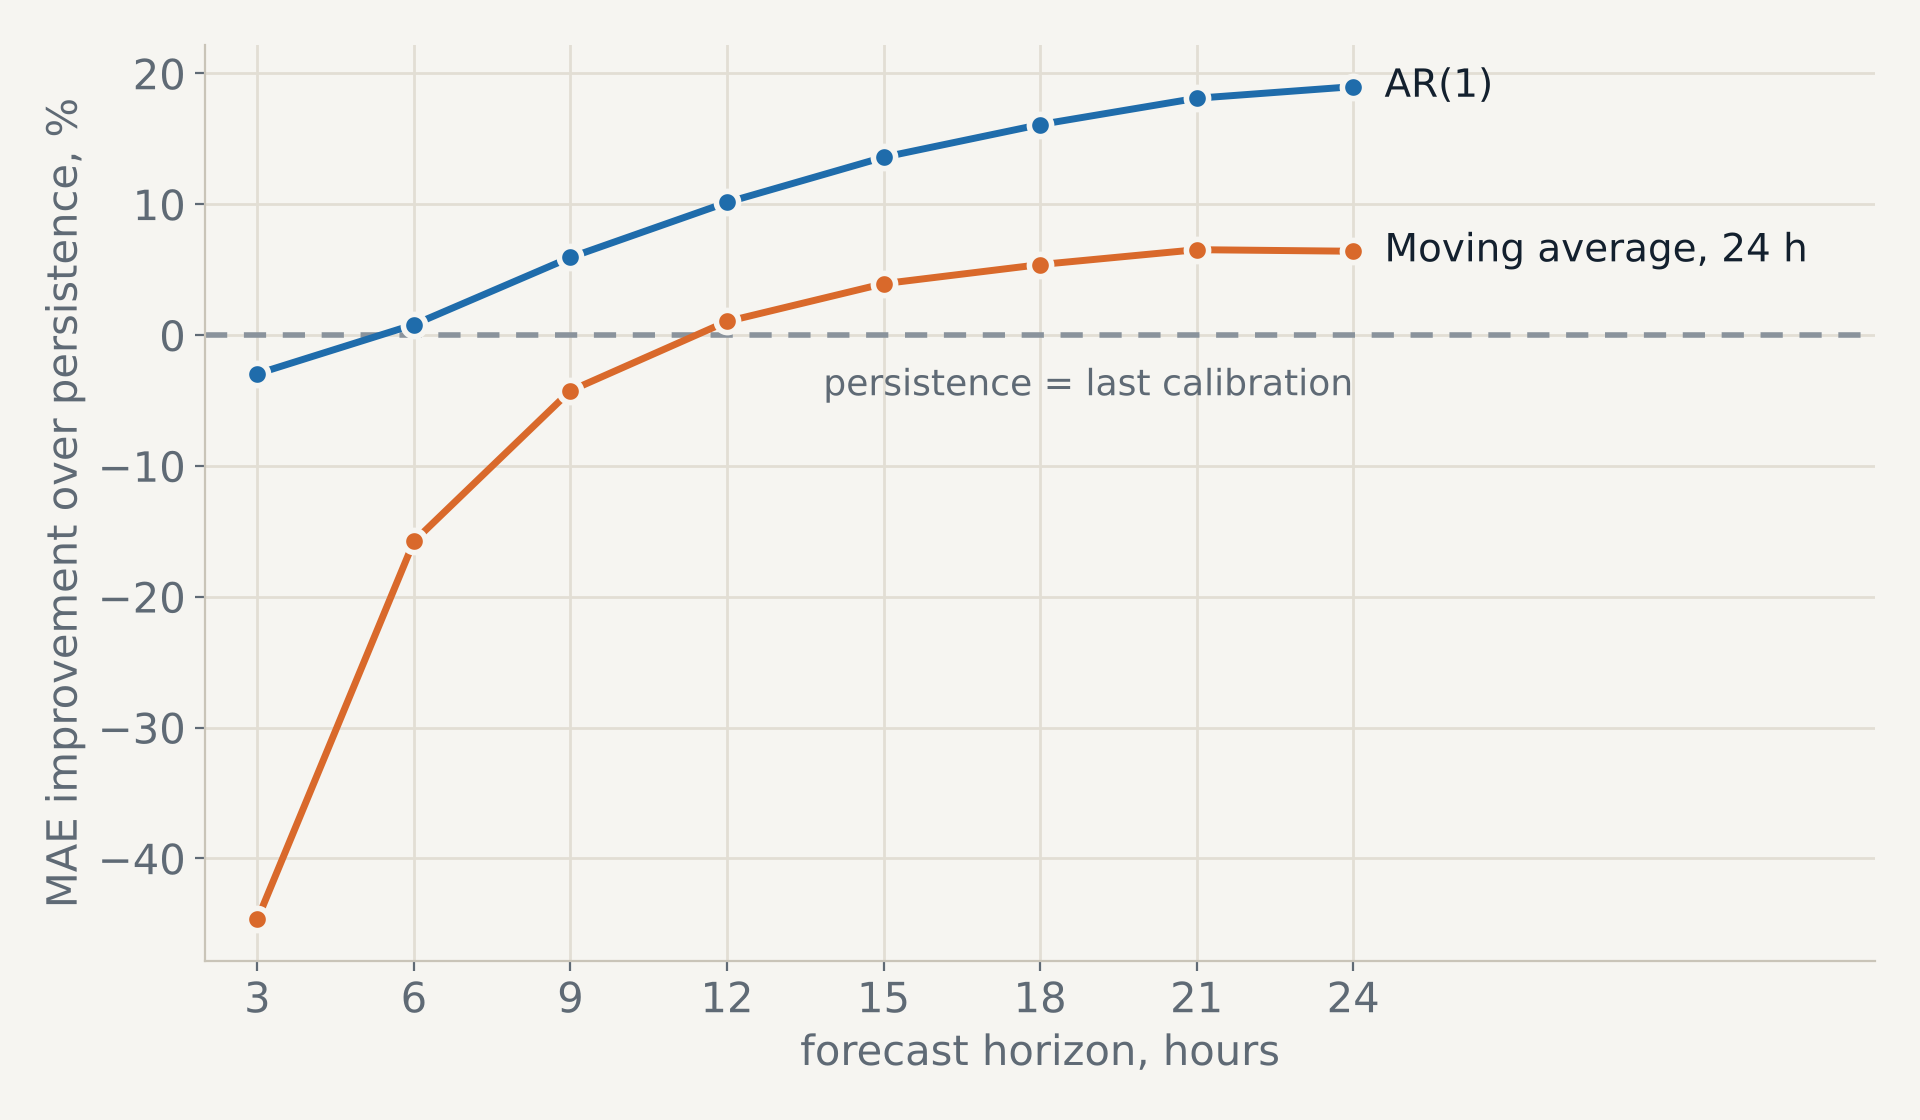 MAE improvement over persistence, %
20
10
0
−10
−20
−30
−40
AR(1)
Moving average, 24 h
persistence = last calibration
3 6 9 12 15 18 21 24
forecast horizon, hours